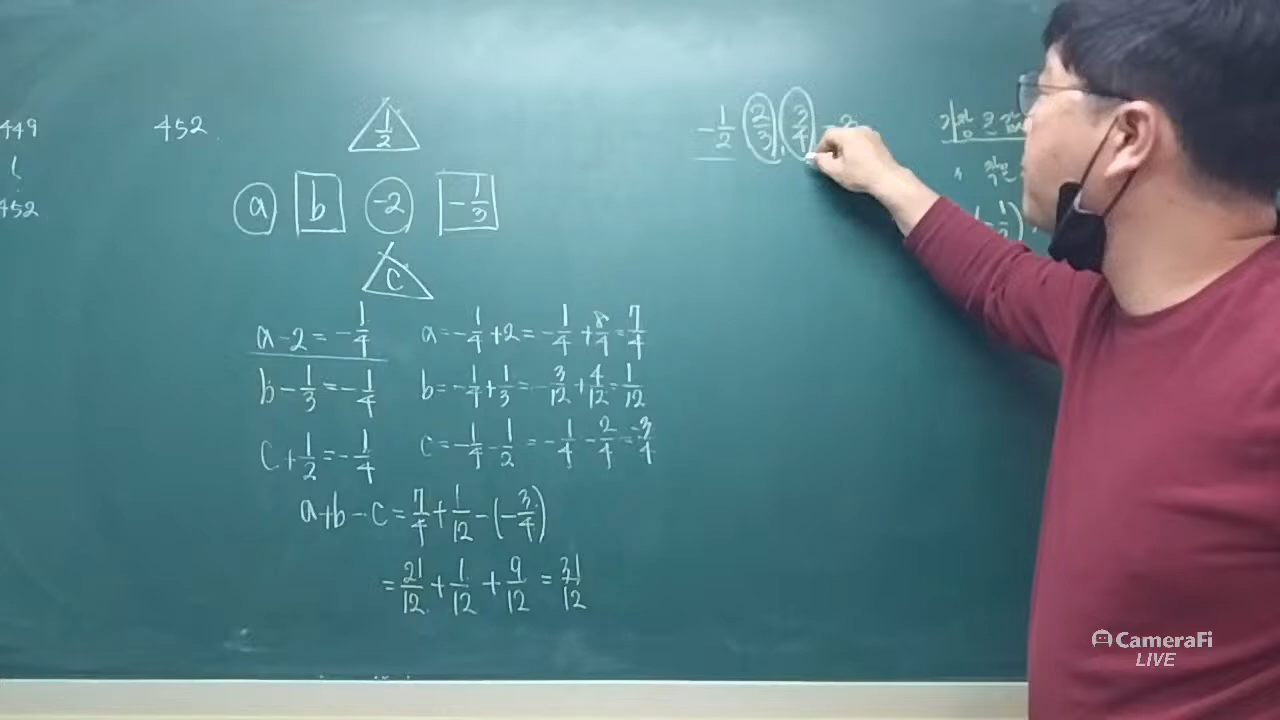 449
452
452
1/2
a b -2 -1/3
c
a-2=-1/4 a=-1/4+2=-1/4+8/4=7/4
b-1/3=-1/4 b=-1/4+1/3=-3/12+4/12=1/12
c+1/2=-1/4 c=-1/4-1/2=-1/4-2/4=-3/4
a+b-c=7/4+1/12-(-3/4)
=21/12+1/12+9/12=31/12
-1/2 2/3, 3/4
CameraFi
LIVE